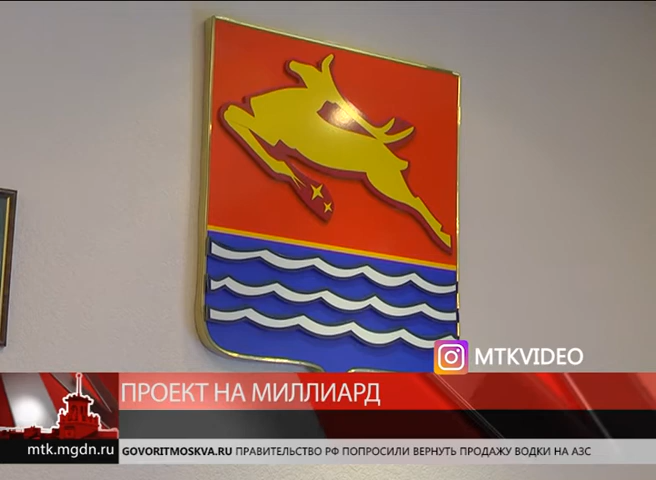 MTKVIDEO
ПРОЕКТ НА МИЛЛИАРД
mtk.mgdn.ru
GOVORITMOSKVA.RU ПРАВИТЕЛЬСТВО РФ ПОПРОСИЛИ ВЕРНУТЬ ПРОДАЖУ ВОДКИ НА АЗС